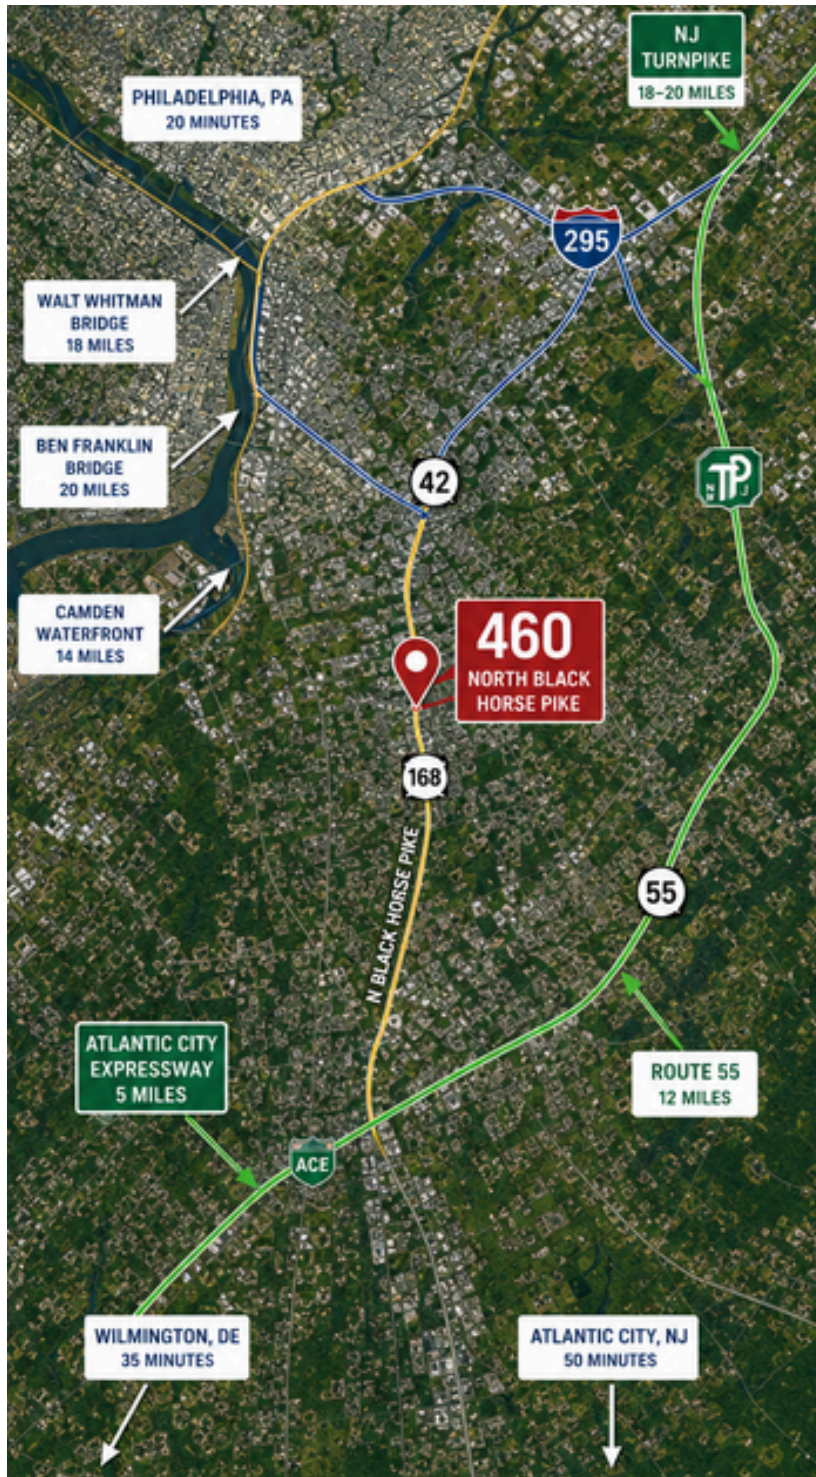 NJ
TURNPIKE
18–20 MILES
PHILADELPHIA, PA
20 MINUTES
295
WALT WHITMAN
BRIDGE
18 MILES
BEN FRANKLIN
BRIDGE
20 MILES
42
CAMDEN
WATERFRONT
14 MILES
460
NORTH BLACK
HORSE PIKE
168
N BLACK HORSE PIKE
55
ATLANTIC CITY
EXPRESSWAY
5 MILES
ROUTE 55
12 MILES
ACE
WILMINGTON, DE
35 MINUTES
ATLANTIC CITY, NJ
50 MINUTES